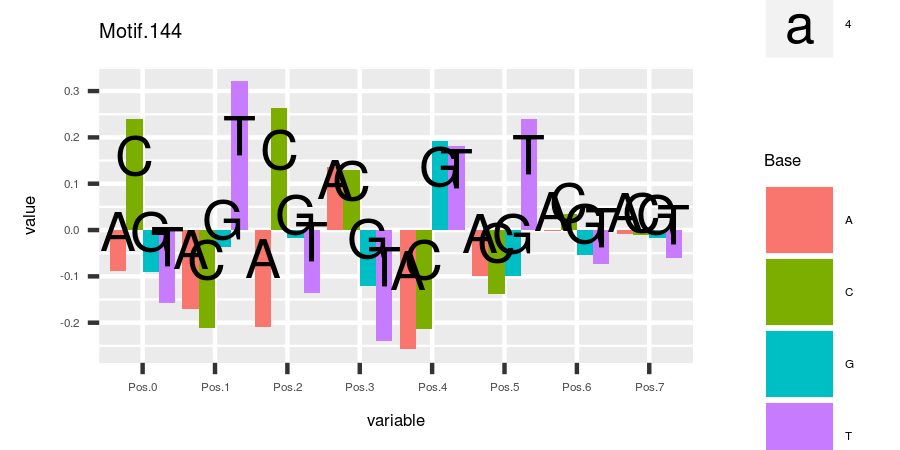 Motif.144
a 4
value
0.3
0.2
0.1
0.0
-0.1
-0.2
A C G T A C G T A C G T A C G T A C G T A C G T A C G T A C G T
Pos.0 Pos.1 Pos.2 Pos.3 Pos.4 Pos.5 Pos.6 Pos.7
variable
Base
A
C
G
T